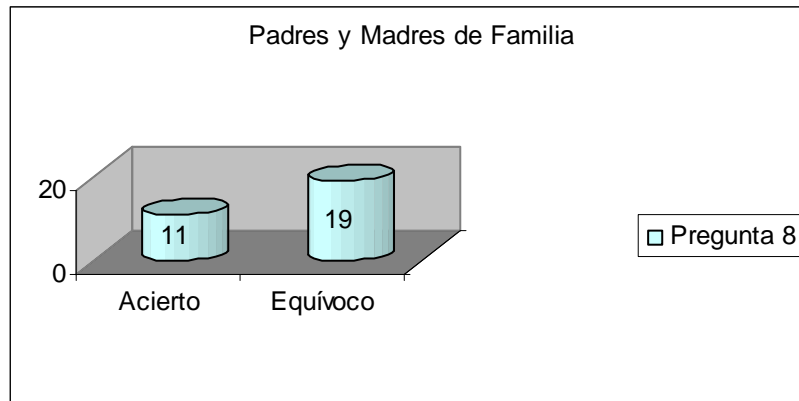 Padres y Madres de Familia
20
0
11
19
Acierto
Equívoco
Pregunta 8